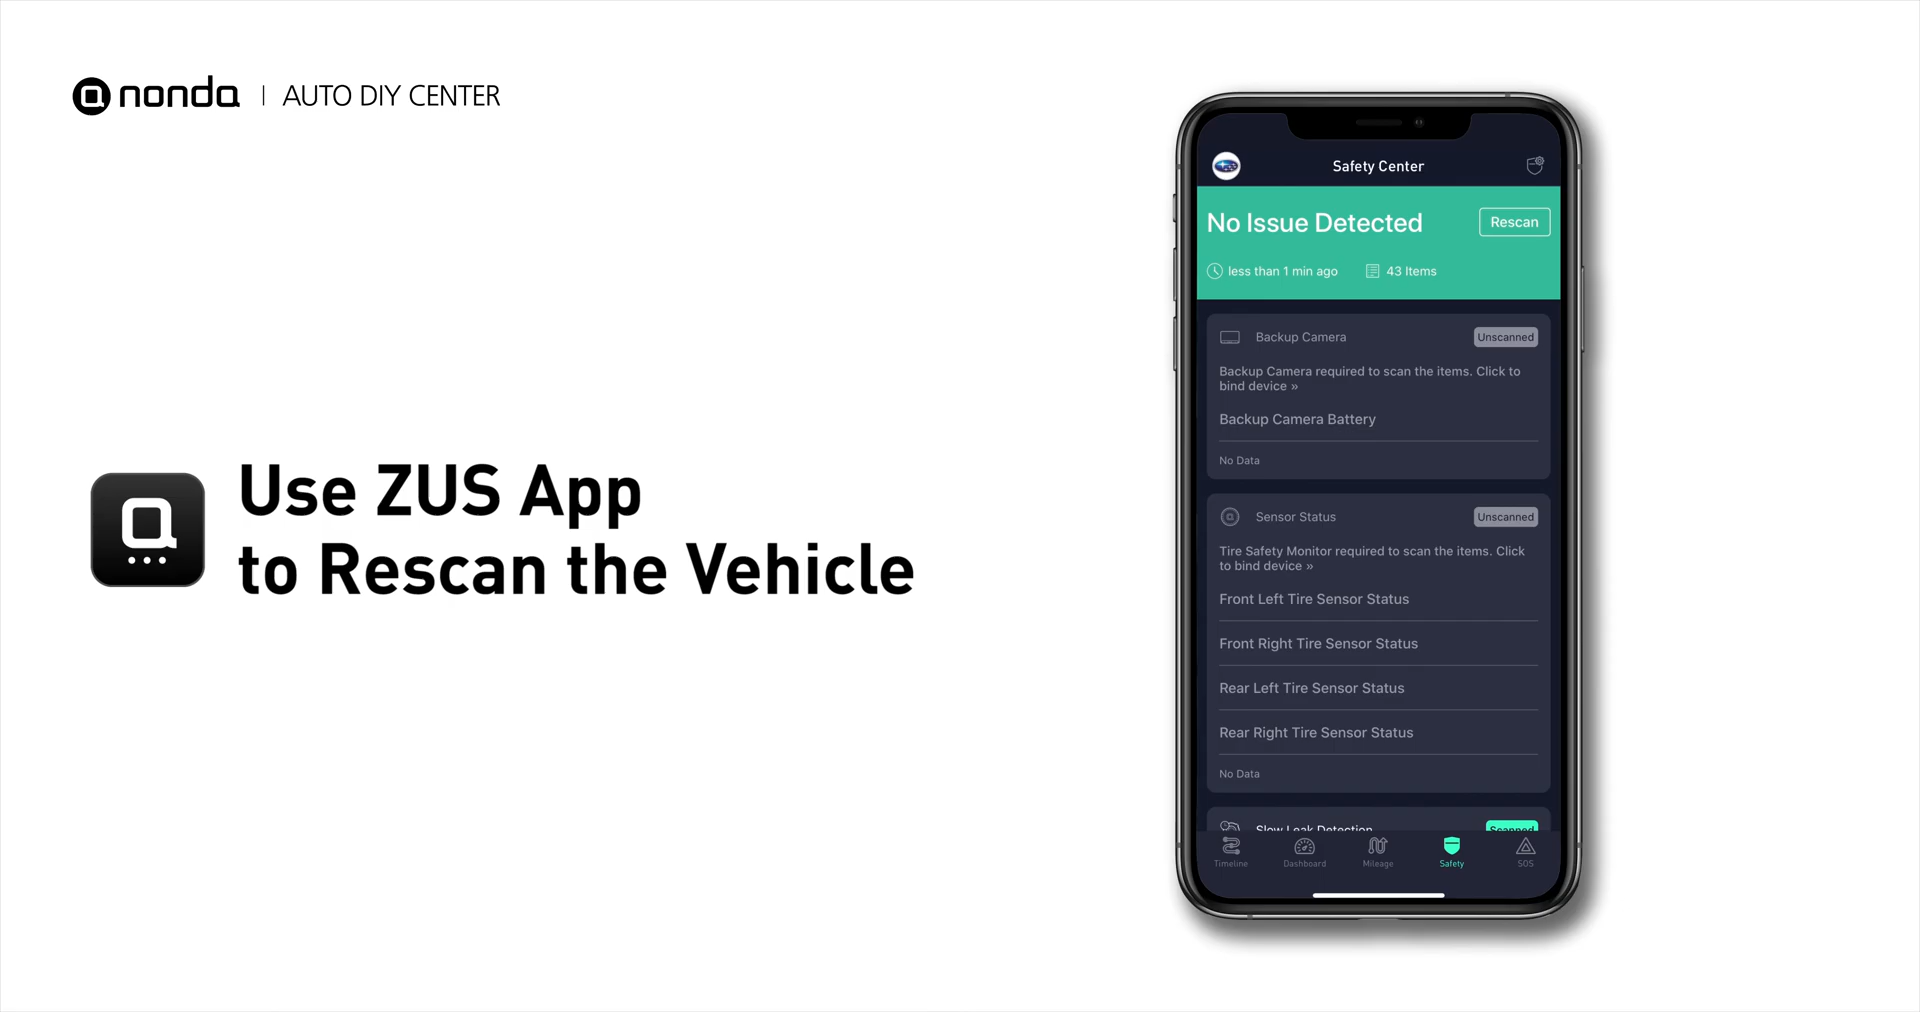 nonda | AUTO DIY CENTER
Use ZUS App
to Rescan the Vehicle
Safety Center
No Issue Detected
Rescan
less than 1 min ago
43 Items
Backup Camera
Unscanned
Backup Camera required to scan the items. Click to
bind device »
Backup Camera Battery
No Data
Sensor Status
Unscanned
Tire Safety Monitor required to scan the items. Click
to bind device »
Front Left Tire Sensor Status
Front Right Tire Sensor Status
Rear Left Tire Sensor Status
Rear Right Tire Sensor Status
No Data
Slow Leak Detection
Scanned
Timeline
Dashboard
Mileage
Safety
SOS